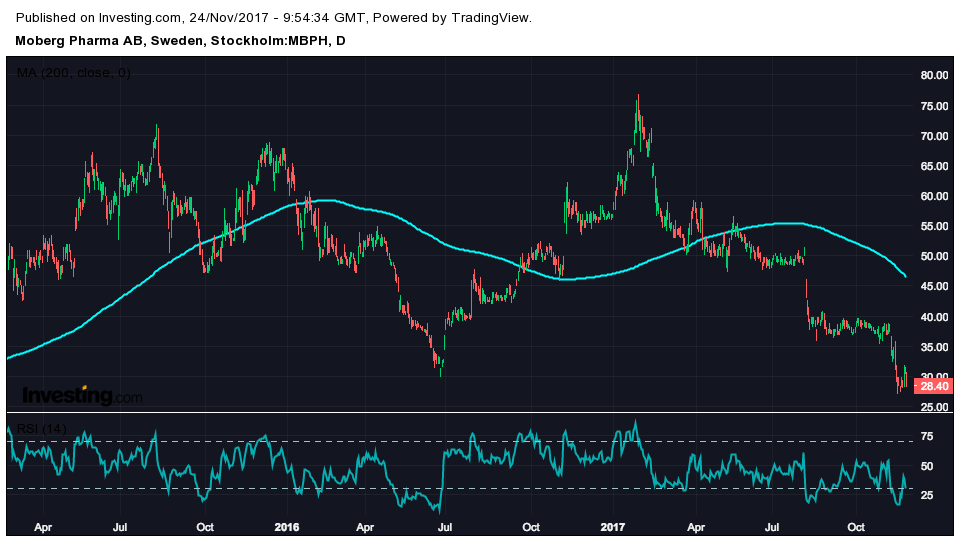 Published on Investing.com, 24/Nov/2017 - 9:54:34 GMT, Powered by TradingView.
Moberg Pharma AB, Sweden, Stockholm:MBPH, D
MA (200, close, 0)
80.00
75.00
70.00
65.00
60.00
55.00
50.00
45.00
40.00
35.00
30.00
28.40
25.00
Investing.com
RSI (14)
75
50
25
Apr Jul Oct 2016 Apr Jul Oct 2017 Apr Jul Oct